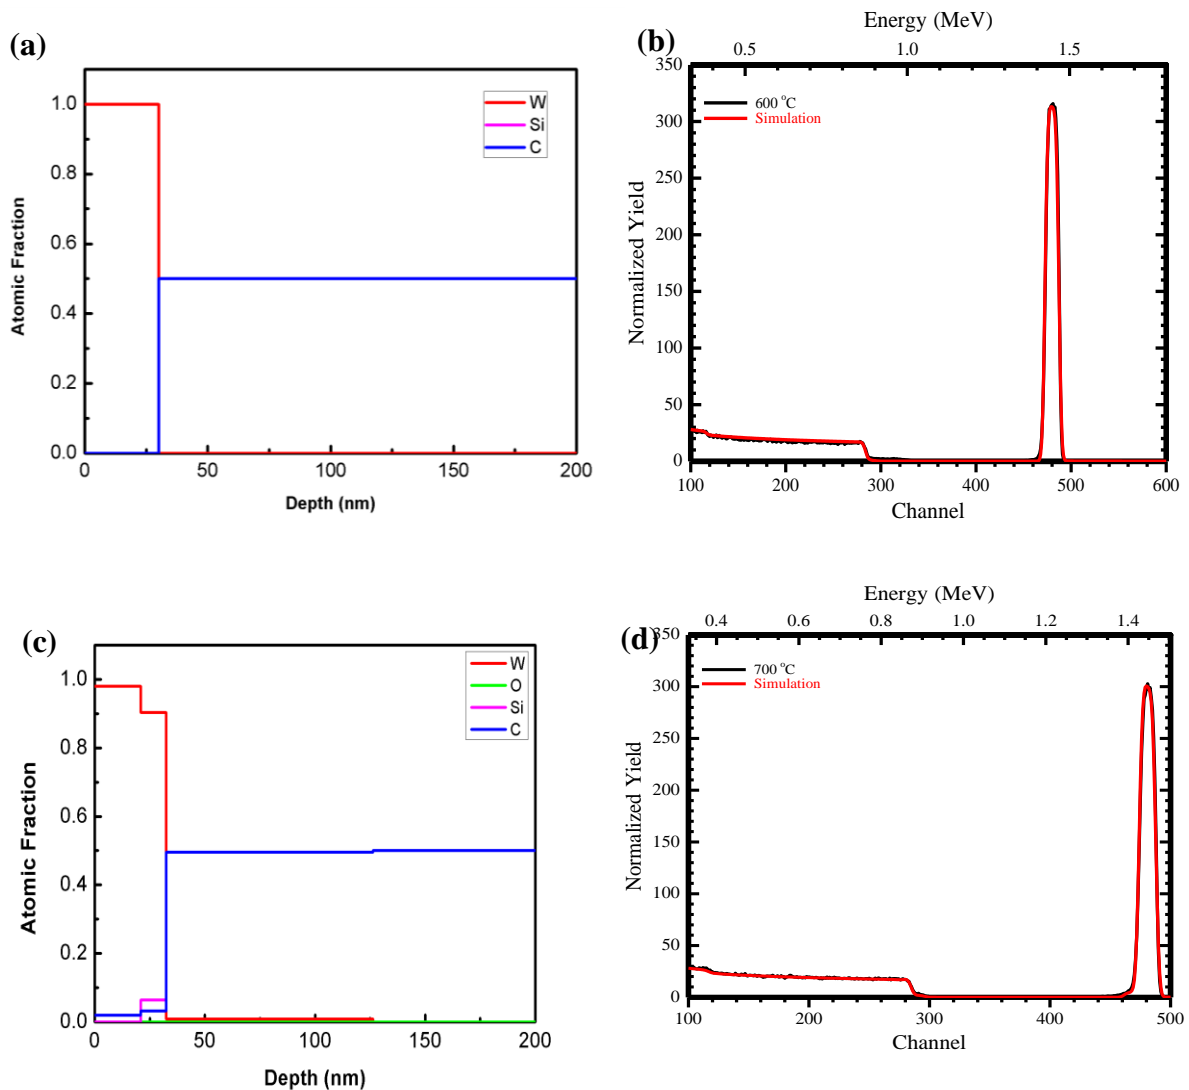 (a)
W
Si
C
1.0
0.8
0.6
0.4
0.2
0.0
Atomic Fraction
0 50 100 150 200
Depth (nm)
(b)
Energy (MeV)
0.5 1.0 1.5
600 °C
Simulation
350
300
250
200
150
100
50
0
Normalized Yield
100 200 300 400 500 600
Channel
(c)
W
O
Si
C
1.0
0.8
0.6
0.4
0.2
0.0
Atomic Fraction
0 50 100 150 200
Depth (nm)
(d)
Energy (MeV)
0.4 0.6 0.8 1.0 1.2 1.4
700 °C
Simulation
350
300
250
200
150
100
50
0
Normalized Yield
100 200 300 400 500
Channel